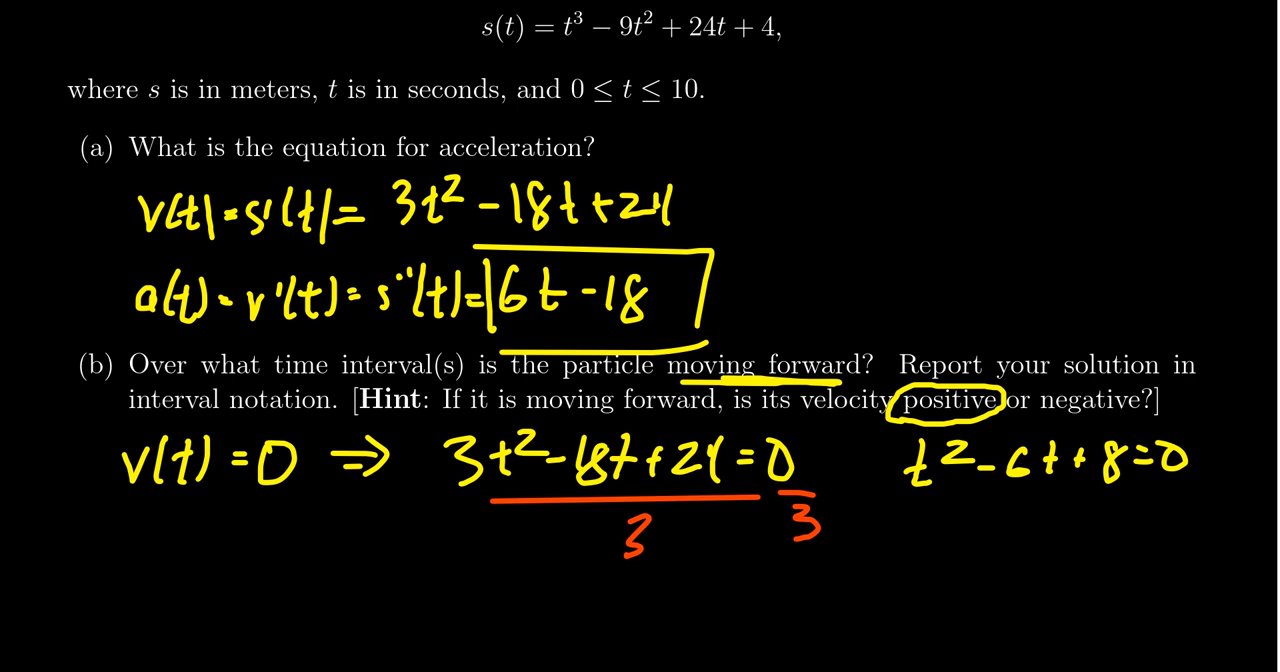 s(t) = t³ − 9t² + 24t + 4,
where s is in meters, t is in seconds, and 0 ≤ t ≤ 10.
(a) What is the equation for acceleration?
v(t) = s'(t) = 3t² - 18t + 24
a(t) = v'(t) = s''(t) = 6t - 18
(b) Over what time interval(s) is the particle moving forward? Report your solution in
interval notation. [Hint: If it is moving forward, is its velocity positive or negative?]
v(t) = 0 ⇒ 3t² - 18t + 24 = 0 t² - 6t + 8 = 0
3 3